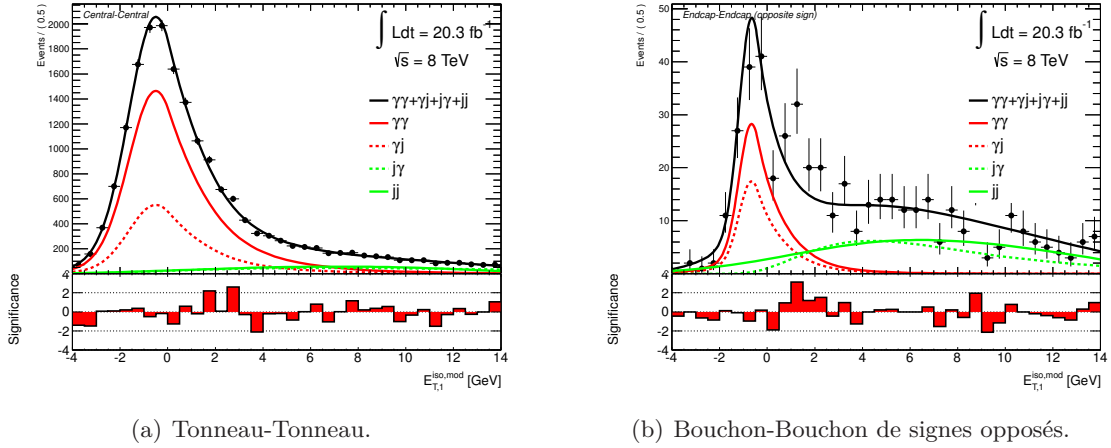 Central-Central
Events / ( 0.5 )
∫ Ldt = 20.3 fb⁻¹
√s = 8 TeV
γγ+γj+jγ+jj
γγ
γj
jγ
jj
2000
1800
1600
1400
1200
1000
800
600
400
200
Significance
2
0
-2
-4
-4 -2 0 2 4 6 8 10 12 14
E_{T,1}^{iso,mod} [GeV]
(a) Tonneau-Tonneau.
Endcap-Endcap (opposite sign)
Events / ( 0.5 )
∫ Ldt = 20.3 fb⁻¹
√s = 8 TeV
γγ+γj+jγ+jj
γγ
γj
jγ
jj
50
40
30
20
10
Significance
2
0
-2
-4
-4 -2 0 2 4 6 8 10 12 14
E_{T,1}^{iso,mod} [GeV]
(b) Bouchon-Bouchon de signes opposés.